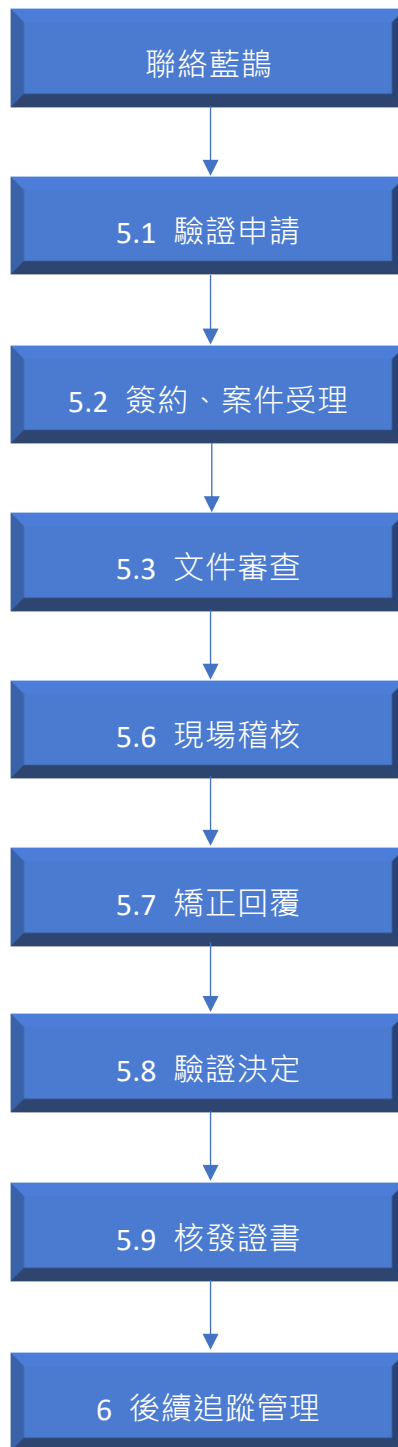 聯絡藍鵲
5.1 驗證申請
5.2 簽約、案件受理
5.3 文件審查
5.6 現場稽核
5.7 矯正回覆
5.8 驗證決定
5.9 核發證書
6 後續追蹤管理